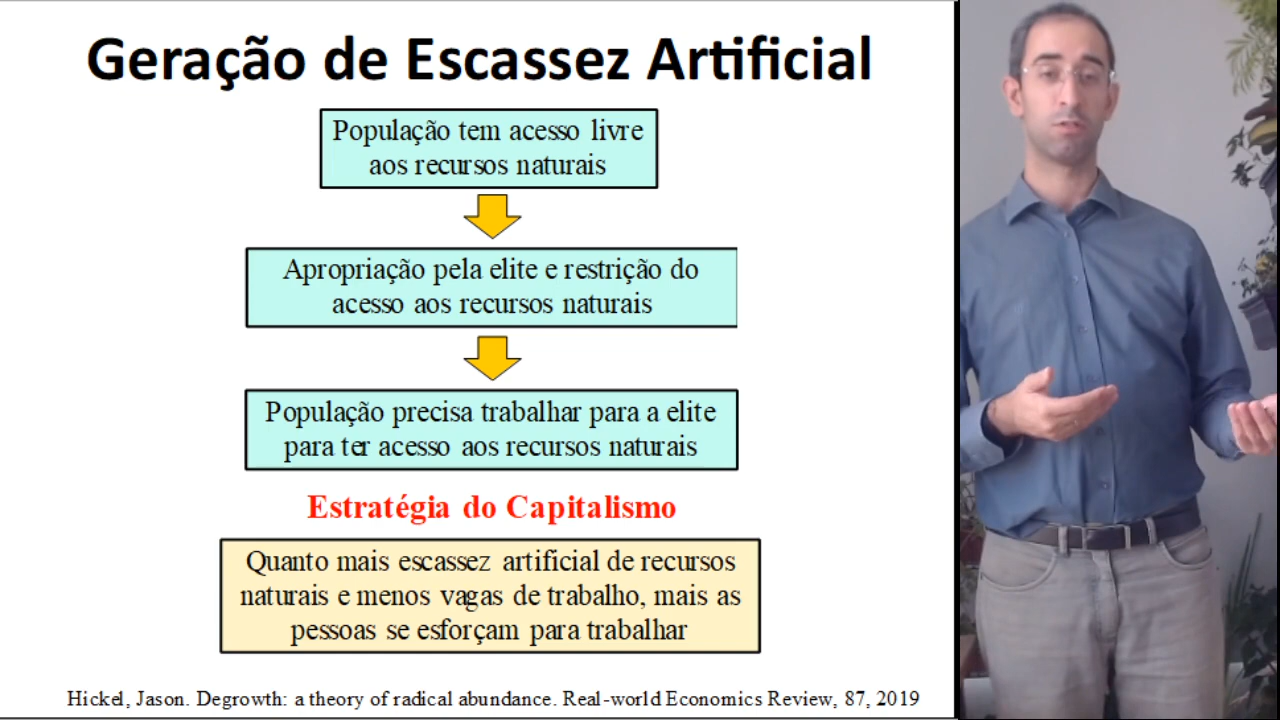 Geração de Escassez Artificial
População tem acesso livre
aos recursos naturais
Apropriação pela elite e restrição do
acesso aos recursos naturais
População precisa trabalhar para a elite
para ter acesso aos recursos naturais
Estratégia do Capitalismo
Quanto mais escassez artificial de recursos
naturais e menos vagas de trabalho, mais as
pessoas se esforçam para trabalhar
Hickel, Jason. Degrowth: a theory of radical abundance. Real-world Economics Review, 87, 2019